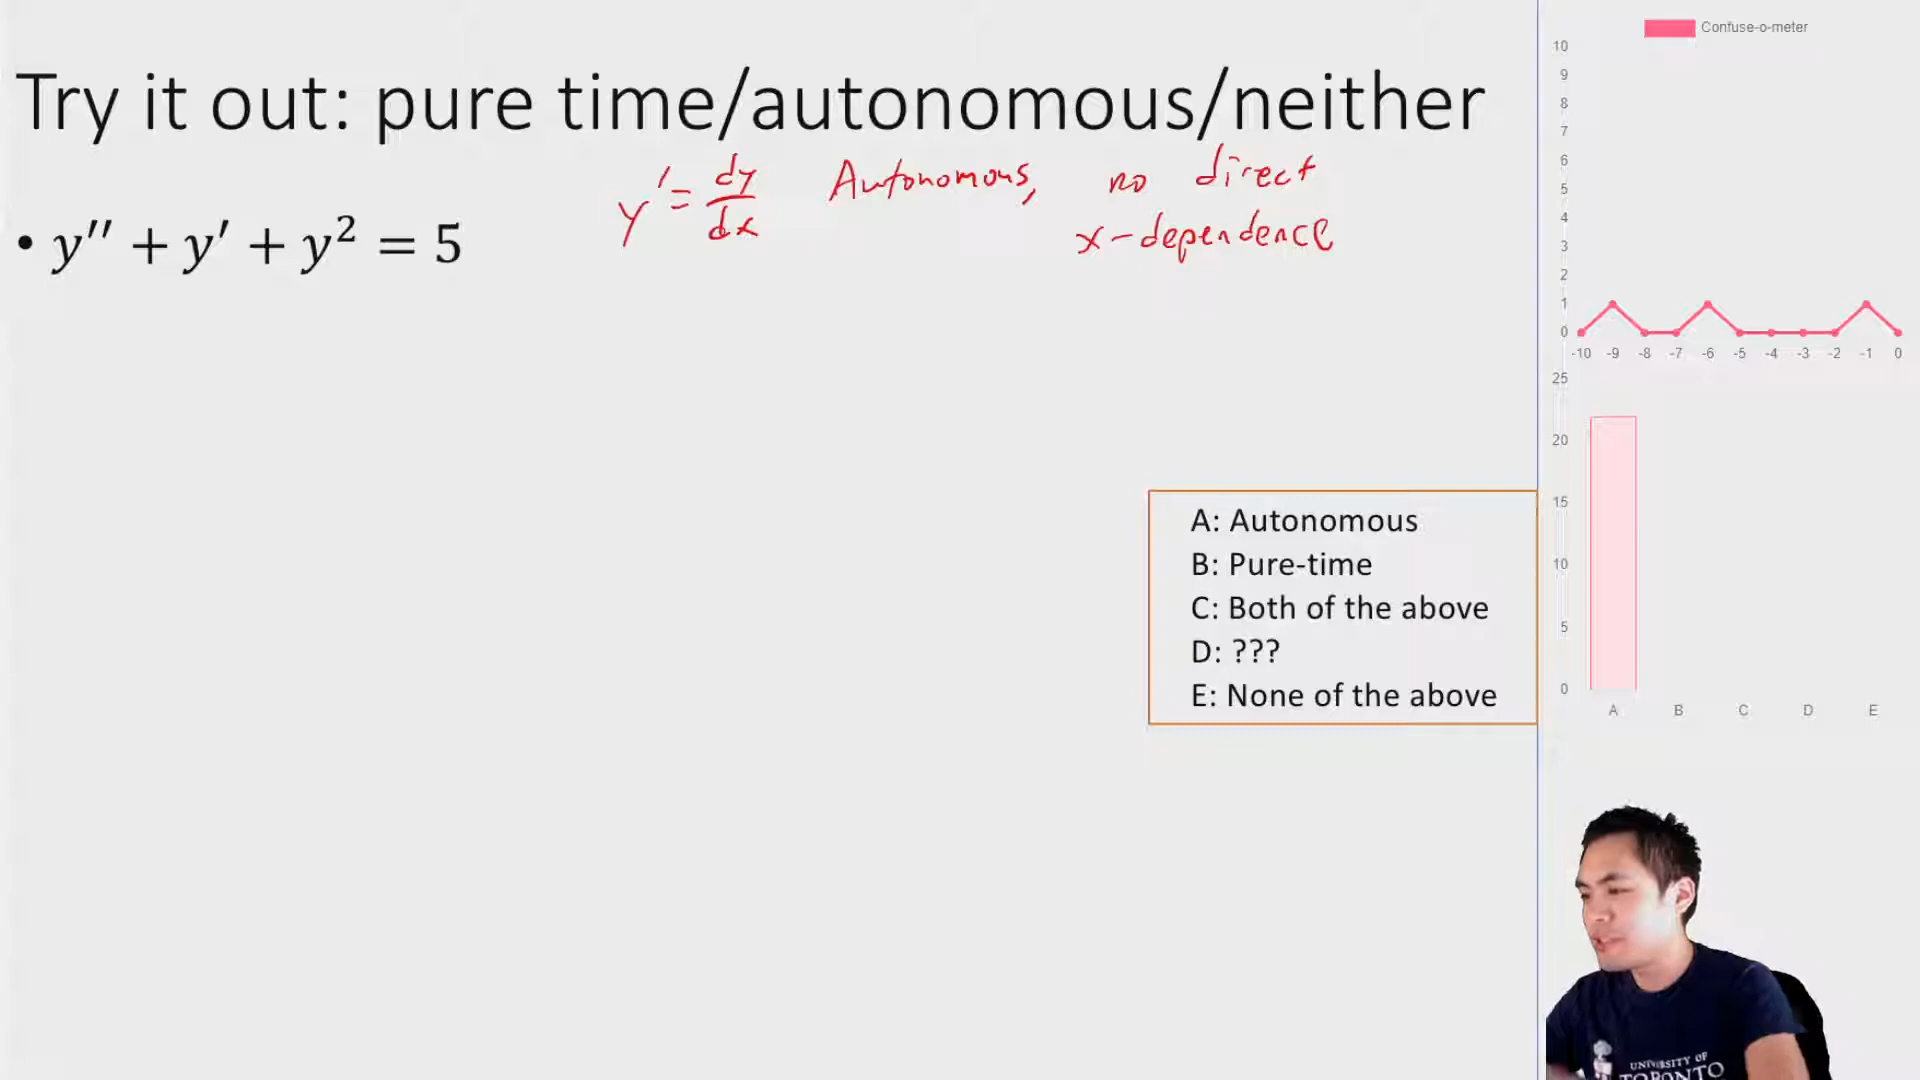 Try it out: pure time/autonomous/neither
y' = dy/dx Autonomous, no direct
x-dependence
• y'' + y' + y² = 5
A: Autonomous
B: Pure-time
C: Both of the above
D: ???
E: None of the above
Confuse-o-meter
10
9
8
7
6
5
4
3
2
1
0
-10 -9 -8 -7 -6 -5 -4 -3 -2 -1 0
25
20
15
10
5
0
A B C D E
UNIVERSITY OF
TORONTO